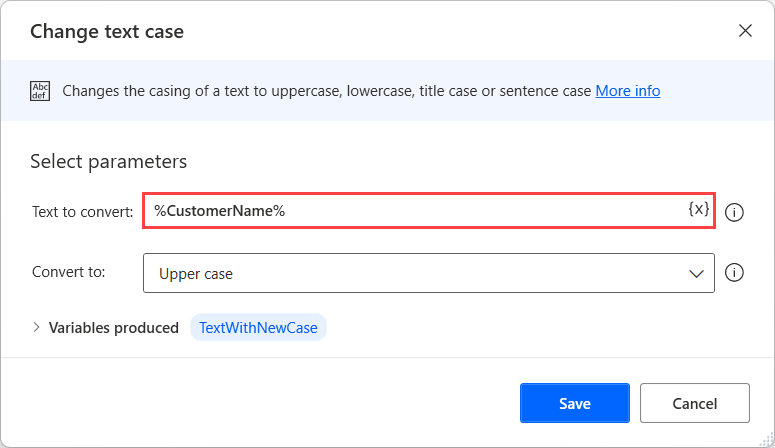 Change text case
Abc
def
Changes the casing of a text to uppercase, lowercase, title case or sentence case More info
Select parameters
Text to convert: %CustomerName% {x}
Convert to: Upper case
Variables produced TextWithNewCase
Save Cancel